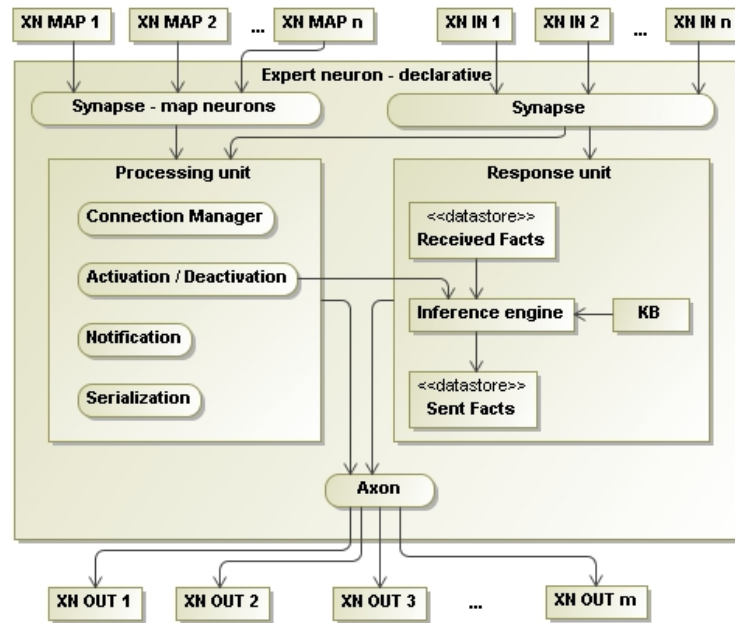 XN MAP 1
XN MAP 2
...
XN MAP n
XN IN 1
XN IN 2
...
XN IN n
Expert neuron - declarative
Synapse - map neurons
Synapse
Processing unit
Connection Manager
Activation / Deactivation
Notification
Serialization
Response unit
<<datastore>>
Received Facts
Inference engine
KB
<<datastore>>
Sent Facts
Axon
XN OUT 1
XN OUT 2
XN OUT 3
...
XN OUT m